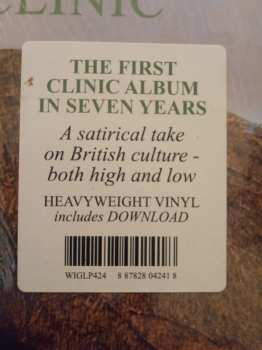 CLINIC
THE FIRST
CLINIC ALBUM
IN SEVEN YEARS
A satirical take
on British culture -
both high and low
HEAVYWEIGHT VINYL
includes DOWNLOAD
WIGLP424 8 87828 04241 8